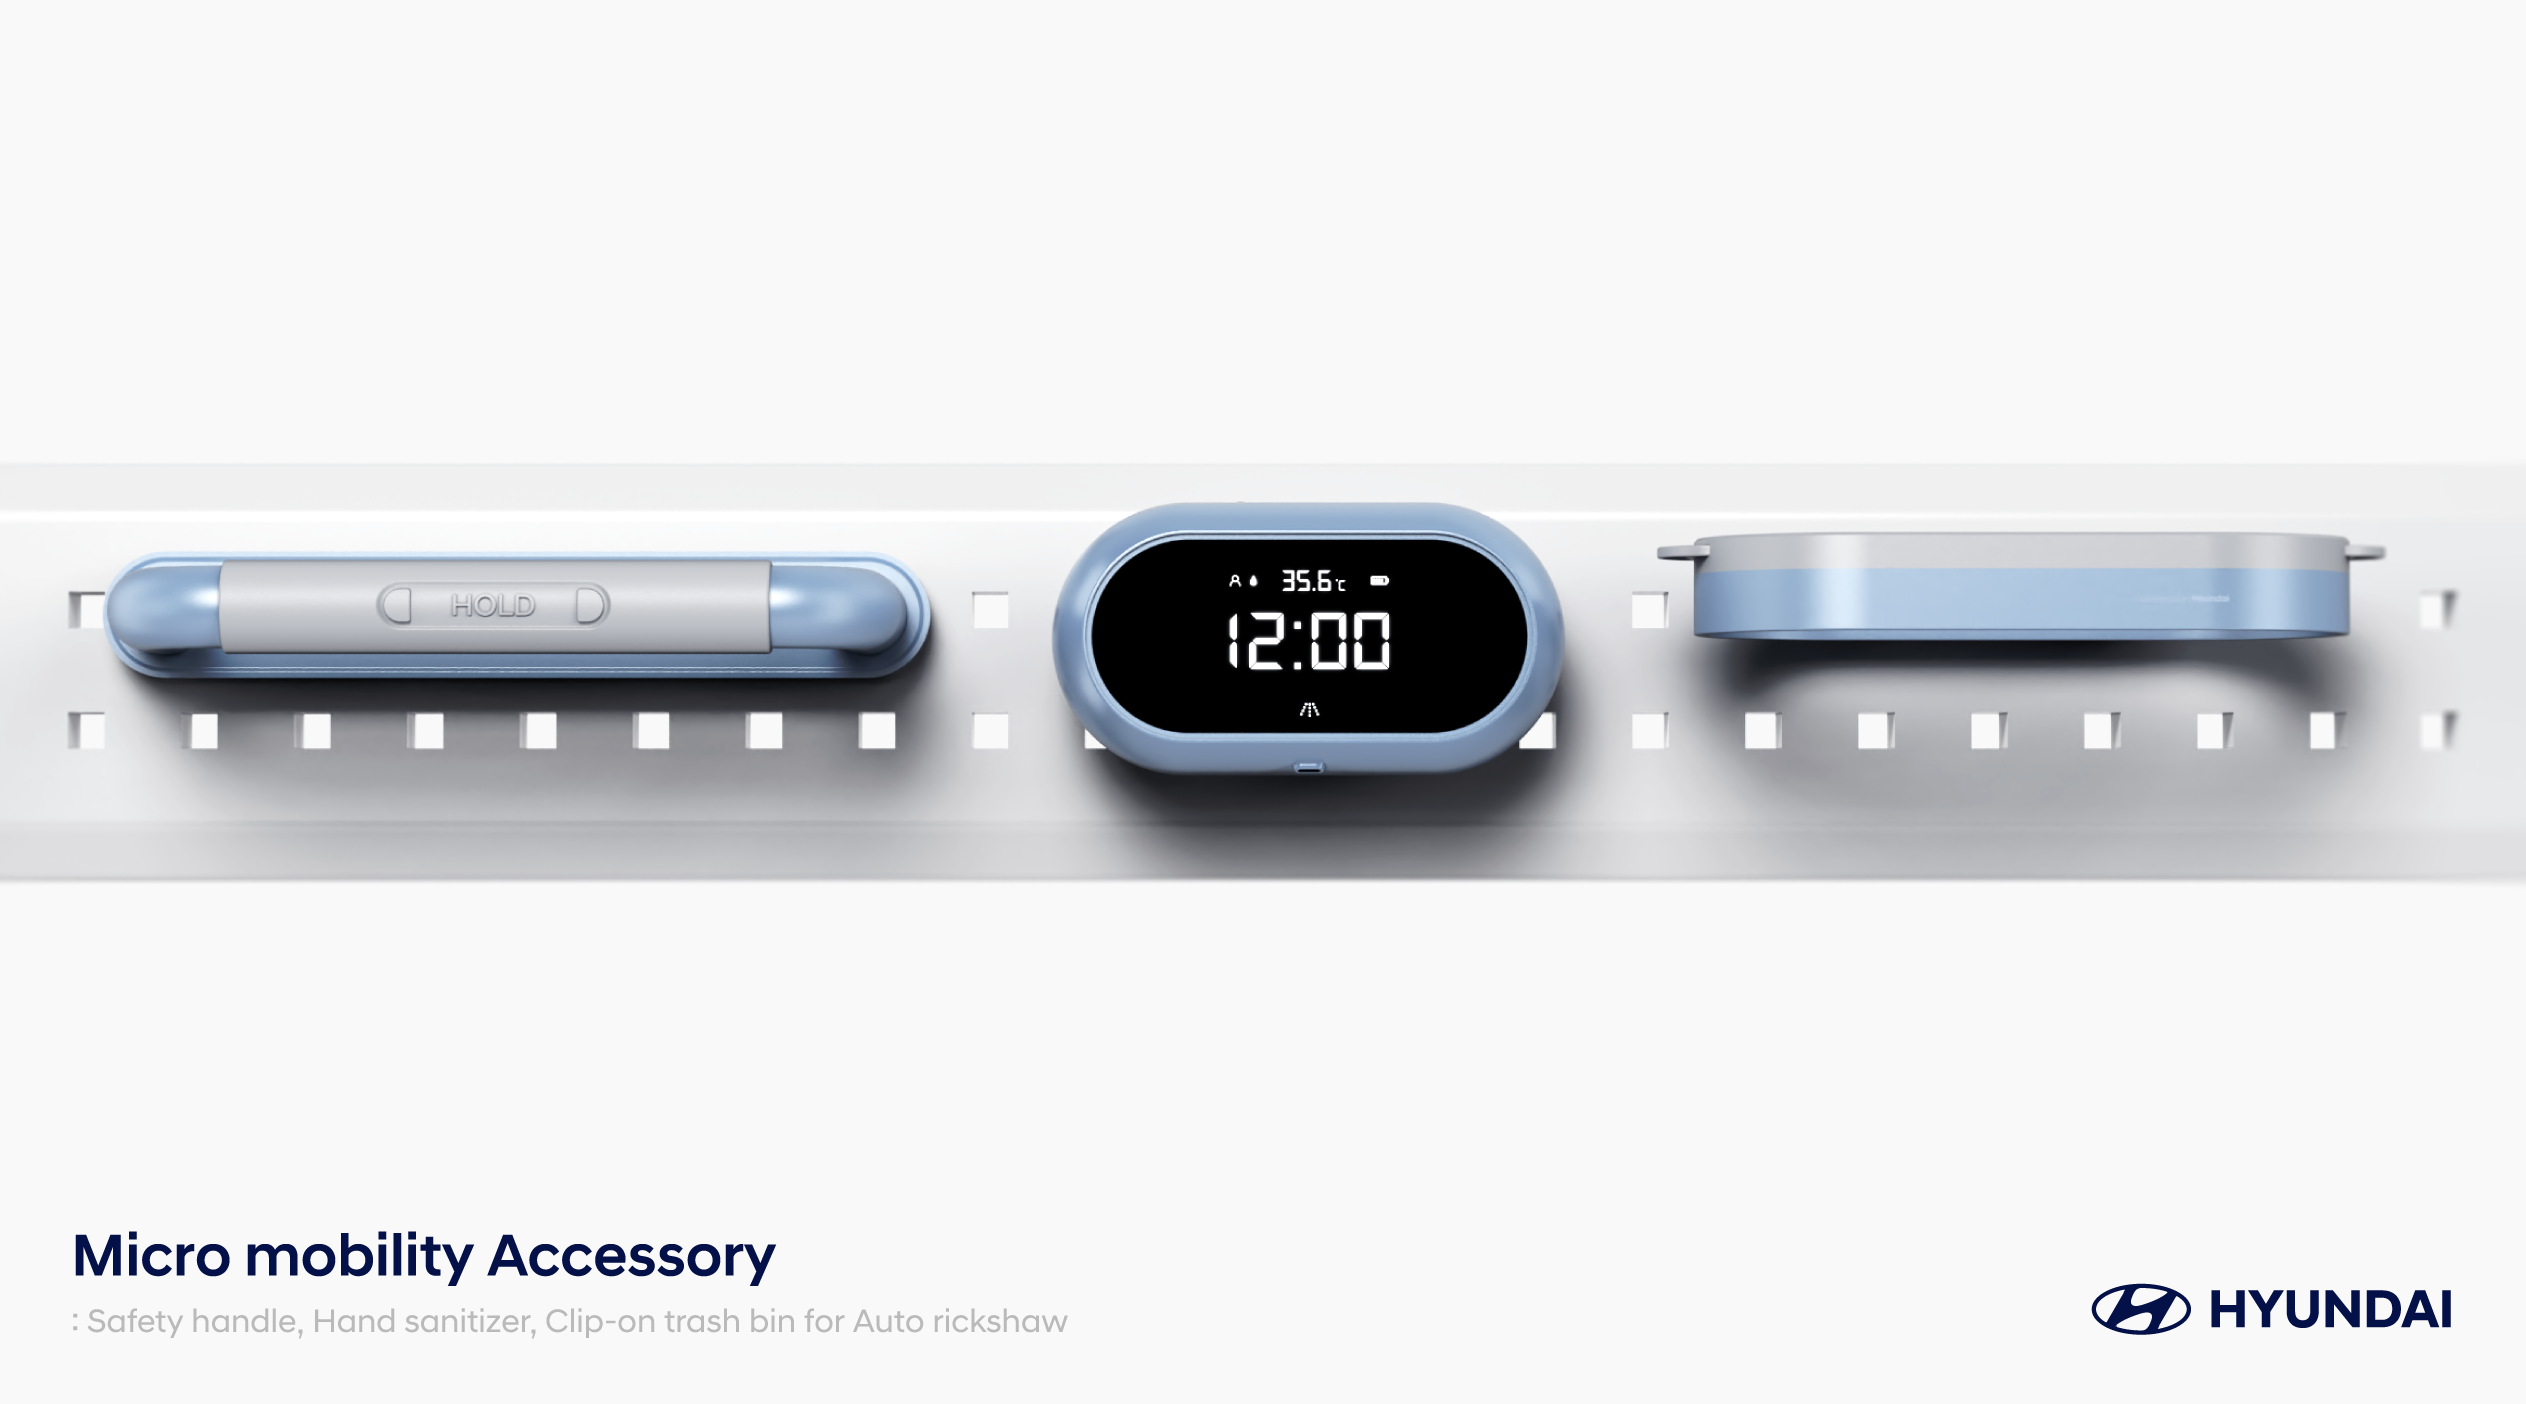 HOLD
35.6℃
12:00
Hyundai
Micro mobility Accessory
: Safety handle, Hand sanitizer, Clip-on trash bin for Auto rickshaw
HYUNDAI